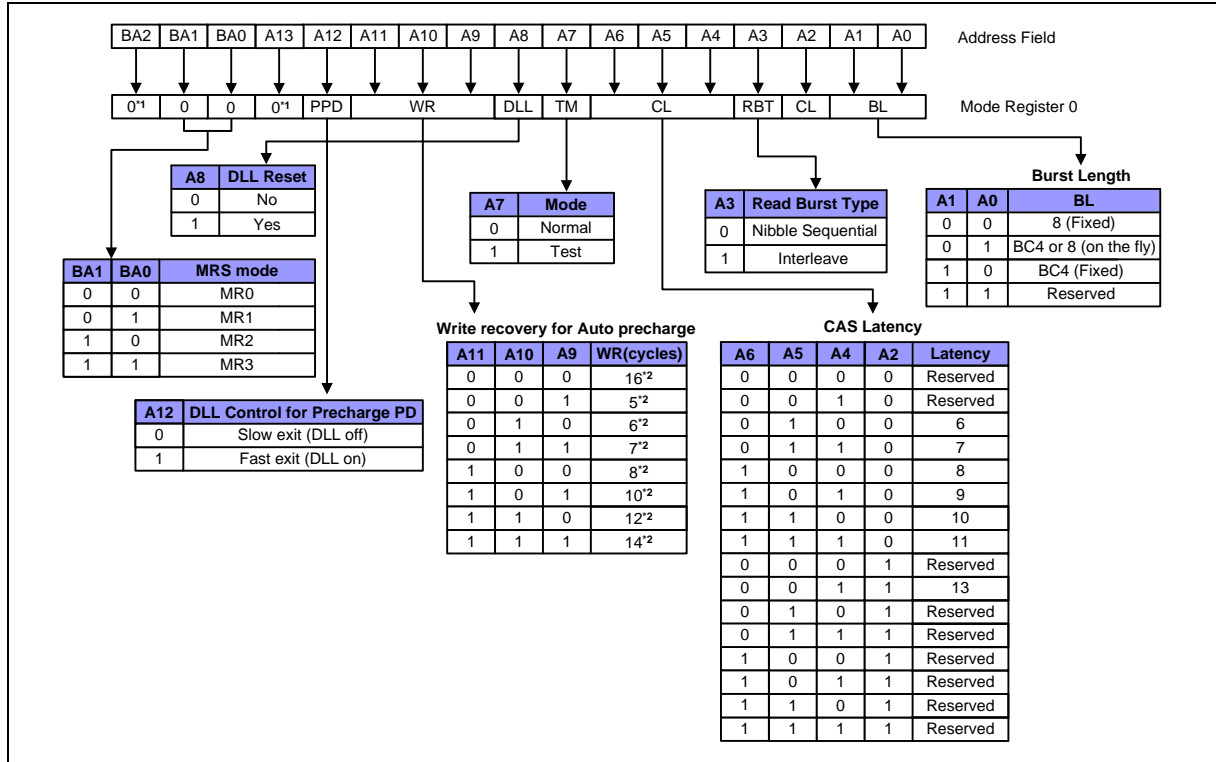 BA2 BA1 BA0 A13 A12 A11 A10 A9 A8 A7 A6 A5 A4 A3 A2 A1 A0 Address Field
0*1 0 0 0*1 PPD WR DLL TM CL RBT CL BL Mode Register 0
A8 DLL Reset
0 No
1 Yes
A7 Mode
0 Normal
1 Test
A3 Read Burst Type
0 Nibble Sequential
1 Interleave
Burst Length
A1 A0 BL
0 0 8 (Fixed)
0 1 BC4 or 8 (on the fly)
1 0 BC4 (Fixed)
1 1 Reserved
BA1 BA0 MRS mode
0 0 MR0
0 1 MR1
1 0 MR2
1 1 MR3
A12 DLL Control for Precharge PD
0 Slow exit (DLL off)
1 Fast exit (DLL on)
Write recovery for Auto precharge
A11 A10 A9 WR(cycles)
0 0 0 16*2
0 0 1 5*2
0 1 0 6*2
0 1 1 7*2
1 0 0 8*2
1 0 1 10*2
1 1 0 12*2
1 1 1 14*2
CAS Latency
A6 A5 A4 A2 Latency
0 0 0 0 Reserved
0 0 1 0 Reserved
0 1 0 0 6
0 1 1 0 7
1 0 0 0 8
1 0 1 0 9
1 1 0 0 10
1 1 1 0 11
0 0 0 1 Reserved
0 0 1 1 13
0 1 0 1 Reserved
0 1 1 1 Reserved
1 0 0 1 Reserved
1 0 1 1 Reserved
1 1 0 1 Reserved
1 1 1 1 Reserved